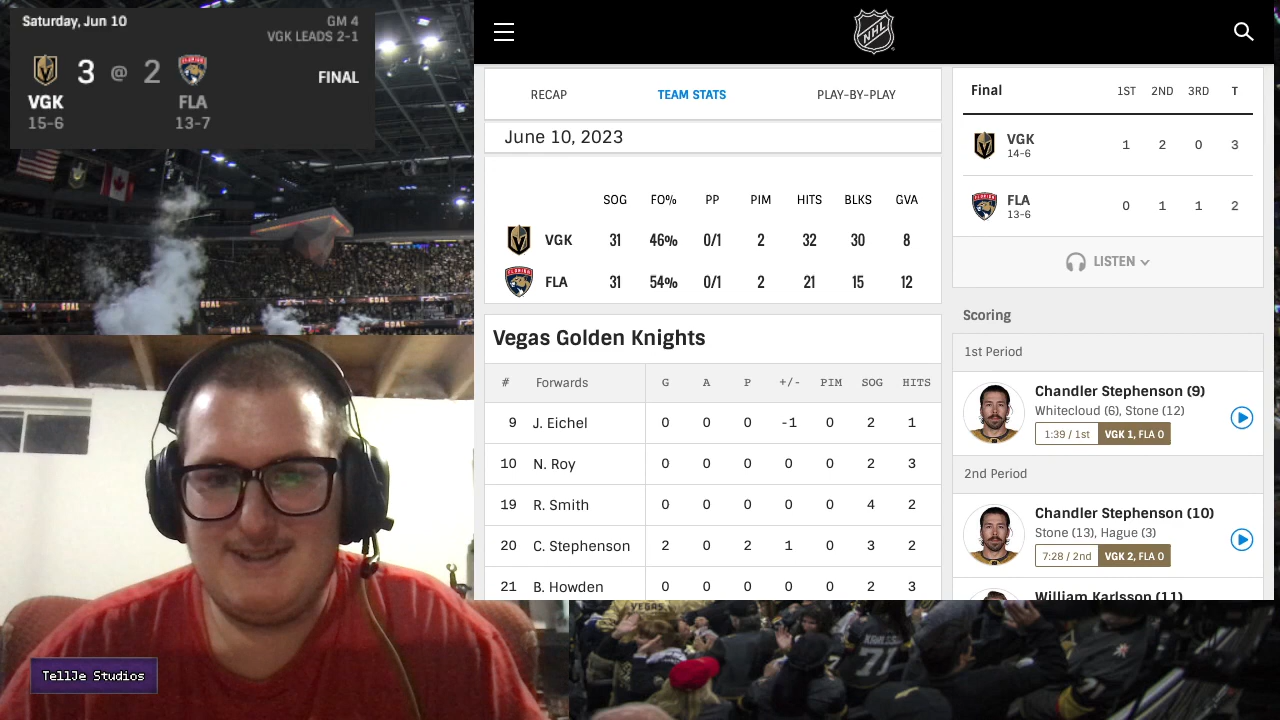 Saturday, Jun 10
GM 4
VGK LEADS 2-1
3 @ 2
FINAL
VGK FLA
15-6 13-7
GOAL
GOAL
GOAL
TellJe Studios
NHL
RECAP TEAM STATS PLAY-BY-PLAY
June 10, 2023
SOG FO% PP PIM HITS BLKS GVA
VGK 31 46% 0/1 2 32 30 8
FLA 31 54% 0/1 2 21 15 12
Vegas Golden Knights
# Forwards G A P +/- PIM SOG HITS
9 J. Eichel 0 0 0 -1 0 2 1
10 N. Roy 0 0 0 0 0 2 3
19 R. Smith 0 0 0 0 0 4 2
20 C. Stephenson 2 0 2 1 0 3 2
21 B. Howden 0 0 0 0 0 2 3
Final 1ST 2ND 3RD T
VGK 1 2 0 3
14-6
FLA 0 1 1 2
13-6
LISTEN
Scoring
1st Period
Chandler Stephenson (9)
Whitecloud (6), Stone (12)
1:39 / 1st VGK 1, FLA 0
2nd Period
Chandler Stephenson (10)
Stone (13), Hague (3)
7:28 / 2nd VGK 2, FLA 0
William Karlsson (11)
VEGAS
KARLSSON
71
71